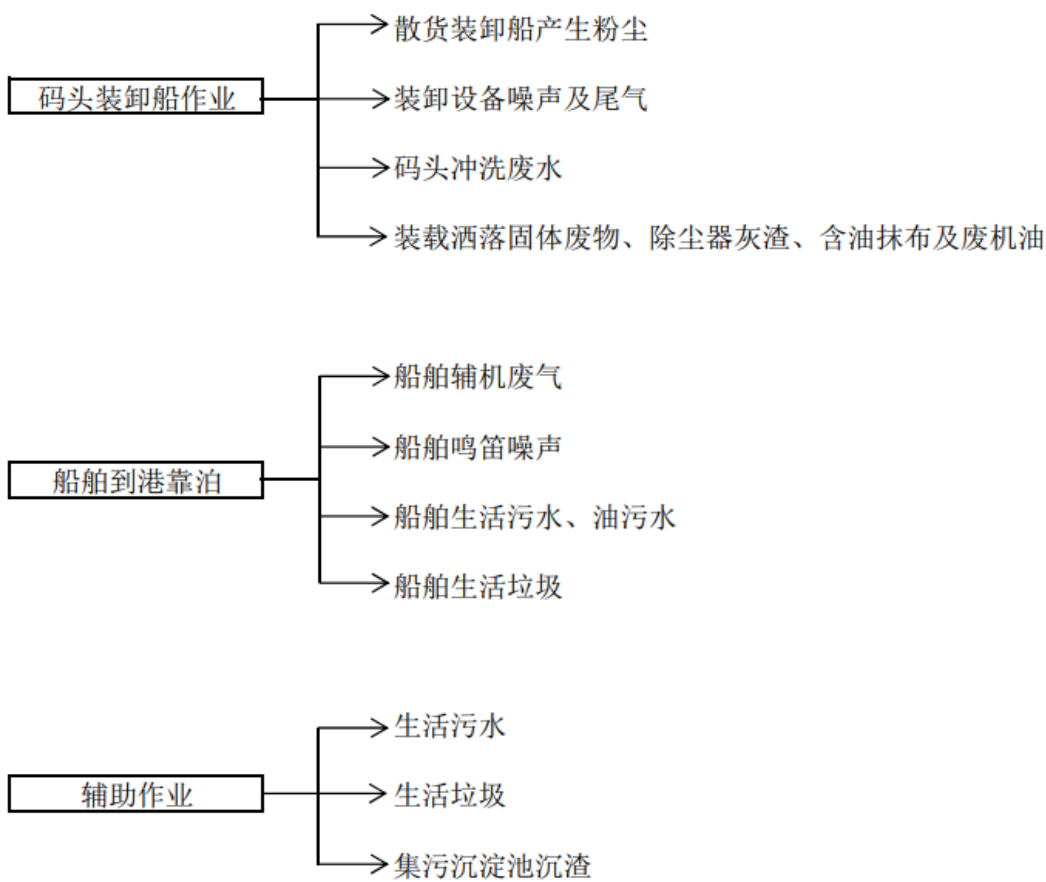 散货装卸船产生粉尘
码头装卸船作业
装卸设备噪声及尾气
码头冲洗废水
装载洒落固体废物、除尘器灰渣、含油抹布及废机油
船舶辅机废气
船舶鸣笛噪声
船舶到港靠泊
船舶生活污水、油污水
船舶生活垃圾
生活污水
辅助作业
生活垃圾
集污沉淀池沉渣